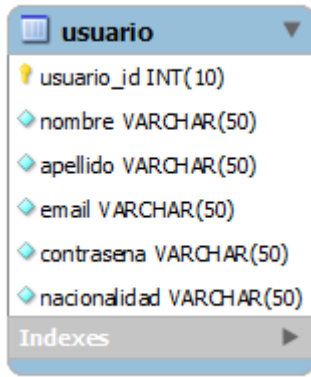 usuario
usuario_id INT(10)
nombre VARCHAR(50)
apellido VARCHAR(50)
email VARCHAR(50)
contrasena VARCHAR(50)
nacionalidad VARCHAR(50)
Indexes